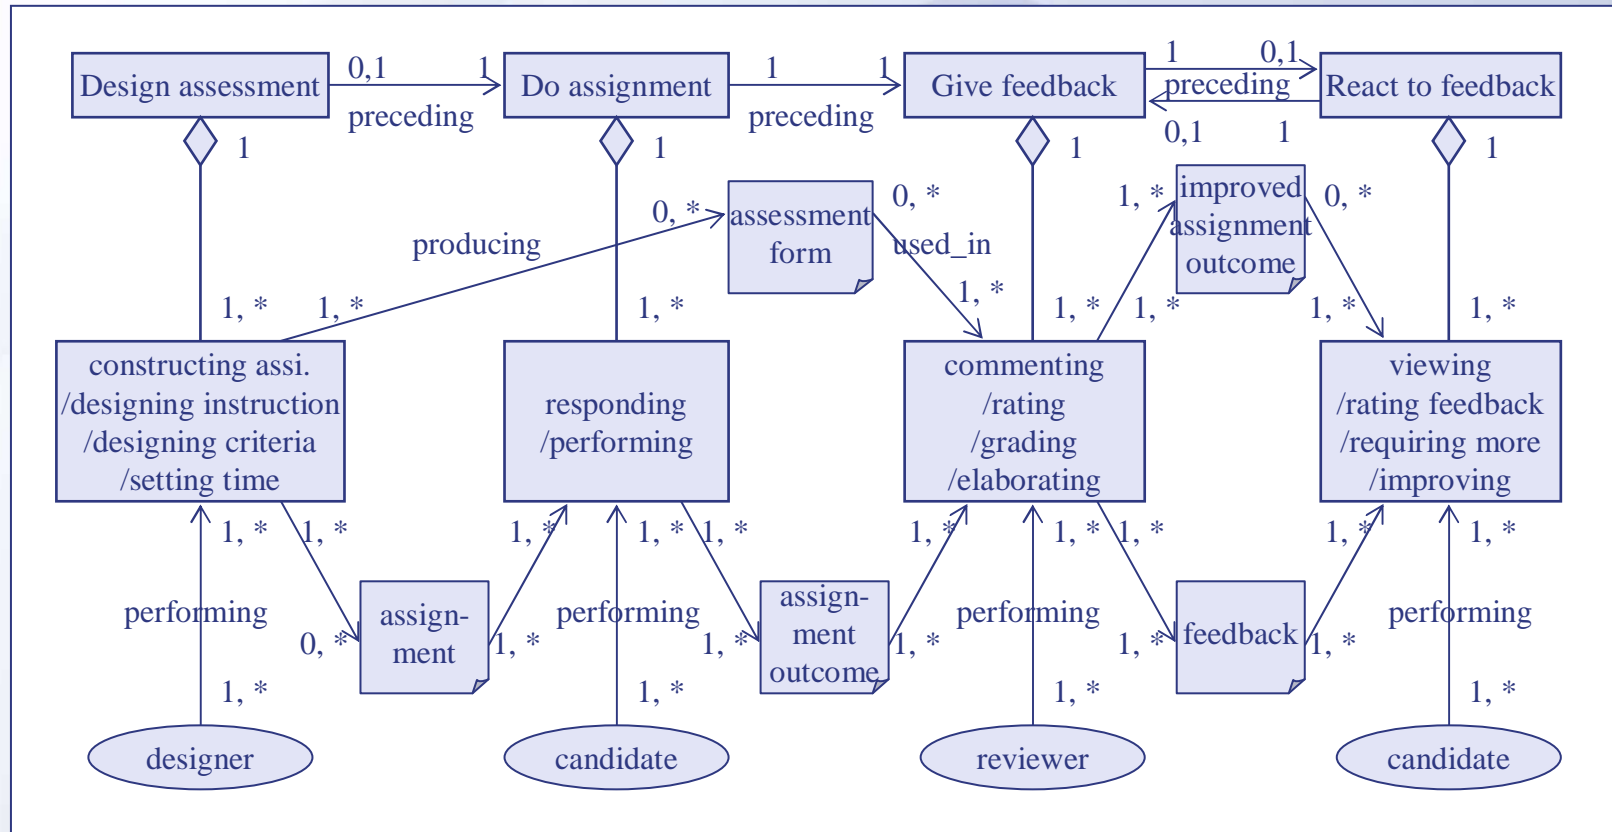 Design assessment
0,1
1
preceding
Do assignment
1
1
preceding
Give feedback
1
0,1
preceding
0,1
1
React to feedback
1
1
1
1
producing
0, *
assessment
form
0, *
used_in
1, *
1, *
improved
assignment
outcome
0, *
1, *
1, *
1, *
1, *
1, *
1, *
1, *
1, *
constructing assi.
/designing instruction
/designing criteria
/setting time
responding
/performing
commenting
/rating
/grading
/elaborating
viewing
/rating feedback
/requiring more
/improving
1, *
1, *
1, *
1, *
1, *
1, *
1, *
1, *
1, *
1, *
performing
0, *
assign-
ment
1, *
performing
1, *
assign-
ment
outcome
1, *
performing
1, *
feedback
1, *
performing
1, *
1, *
1, *
1, *
designer
candidate
reviewer
candidate